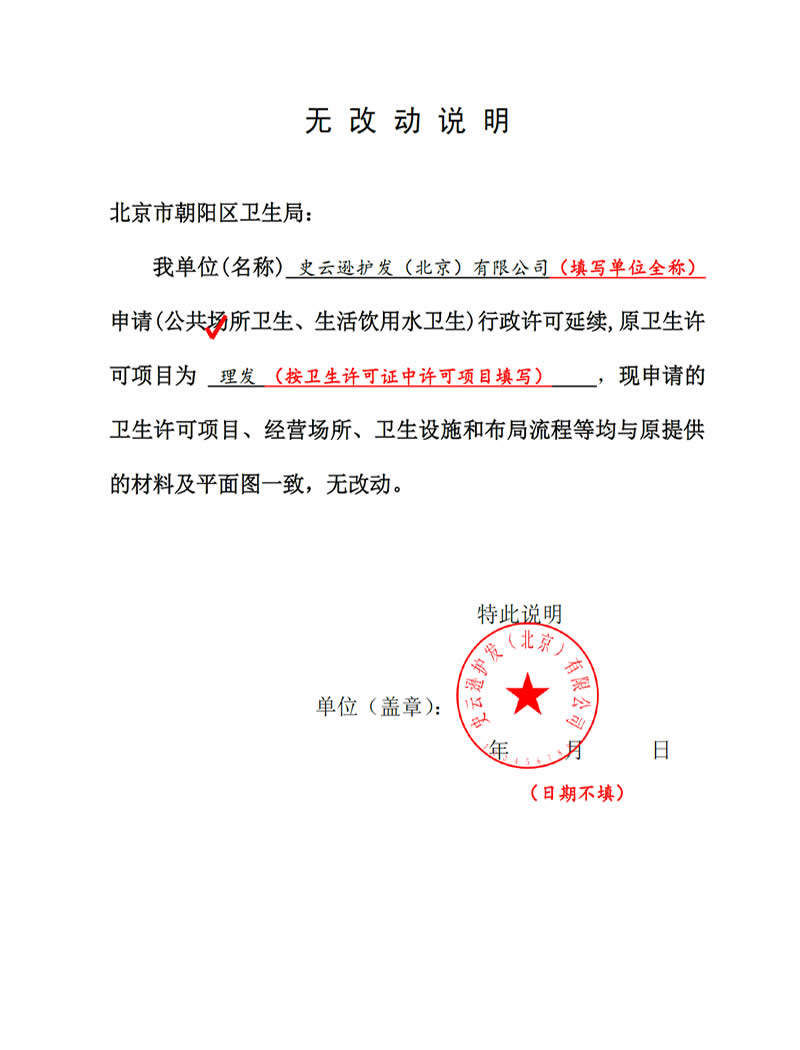 无改动说明
北京市朝阳区卫生局：
我单位(名称) 史云逊护发（北京）有限公司（填写单位全称）
申请(公共场所卫生、生活饮用水卫生)行政许可延续,原卫生许
可项目为 理发 （按卫生许可证中许可项目填写） ，现申请的
卫生许可项目、经营场所、卫生设施和布局流程等均与原提供
的材料及平面图一致，无改动。
特此说明
史云逊护发（北京）有限公司
单位（盖章）：
年 月 日
（日期不填）